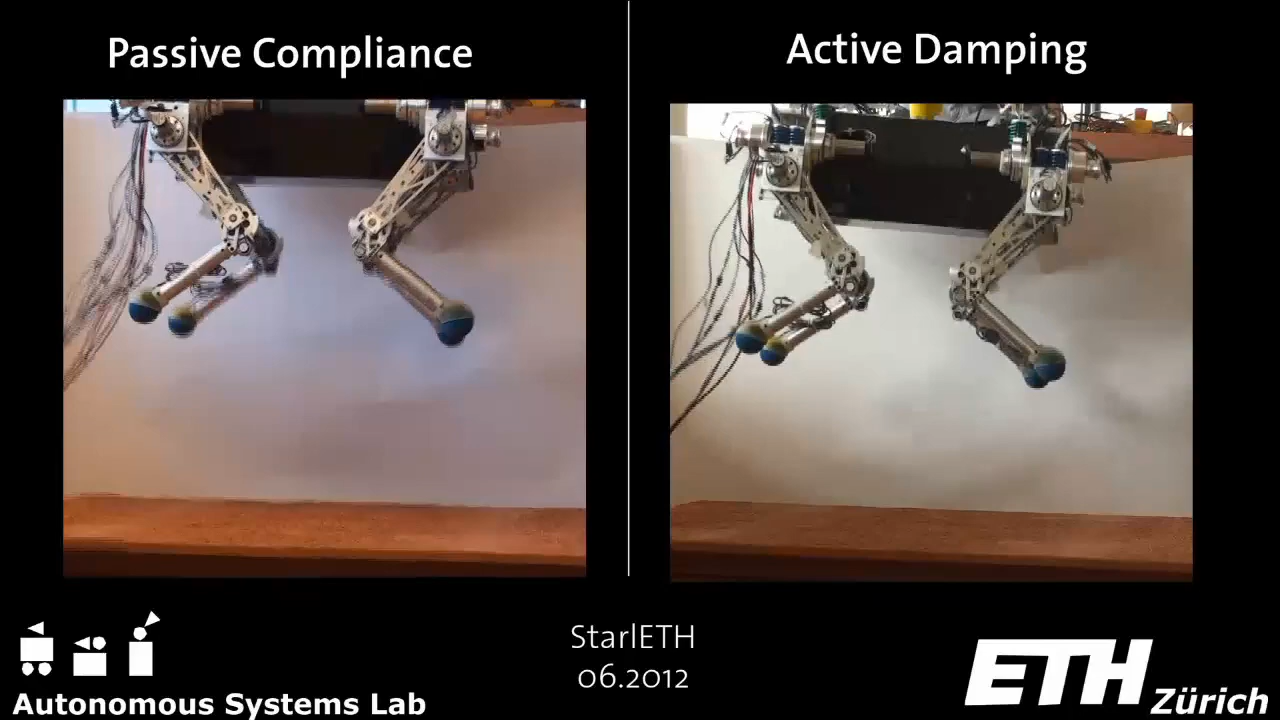 Passive Compliance
Active Damping
StarlETH
06.2012
Autonomous Systems Lab
ETH Zürich